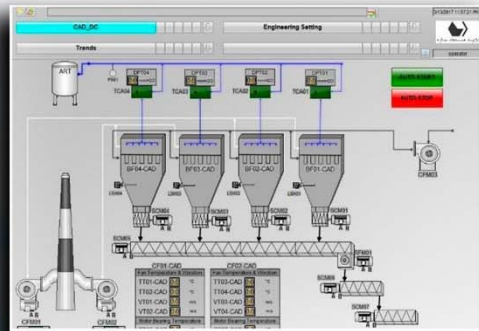 CAD_DC
Engineering Setting
Trends
operator
ART
DPT04
DPT03
DPT02
DPT01
TCA04
TCA03
TCA02
TCA01
AUTO START
AUTO STOP
BF04-CAD
BF03-CAD
BF02-CAD
BF01-CAD
CFM03
SCM04
SCM03
SCM02
SCM01
A B
A B
A B
A B
SCM05
A B
SCM06
A B
SCM07
A B
CF01-CAD
CF02-CAD
Fan Temperature & Vibration
Fan Temperature & Vibration
TT01-CAD
°C
TT03-CAD
°C
TT02-CAD
°C
TT04-CAD
°C
VT01-CAD
VT03-CAD
VT02-CAD
VT04-CAD
Motor Bearing Temperature
Motor Bearing Temperature
CFM01
CFM02